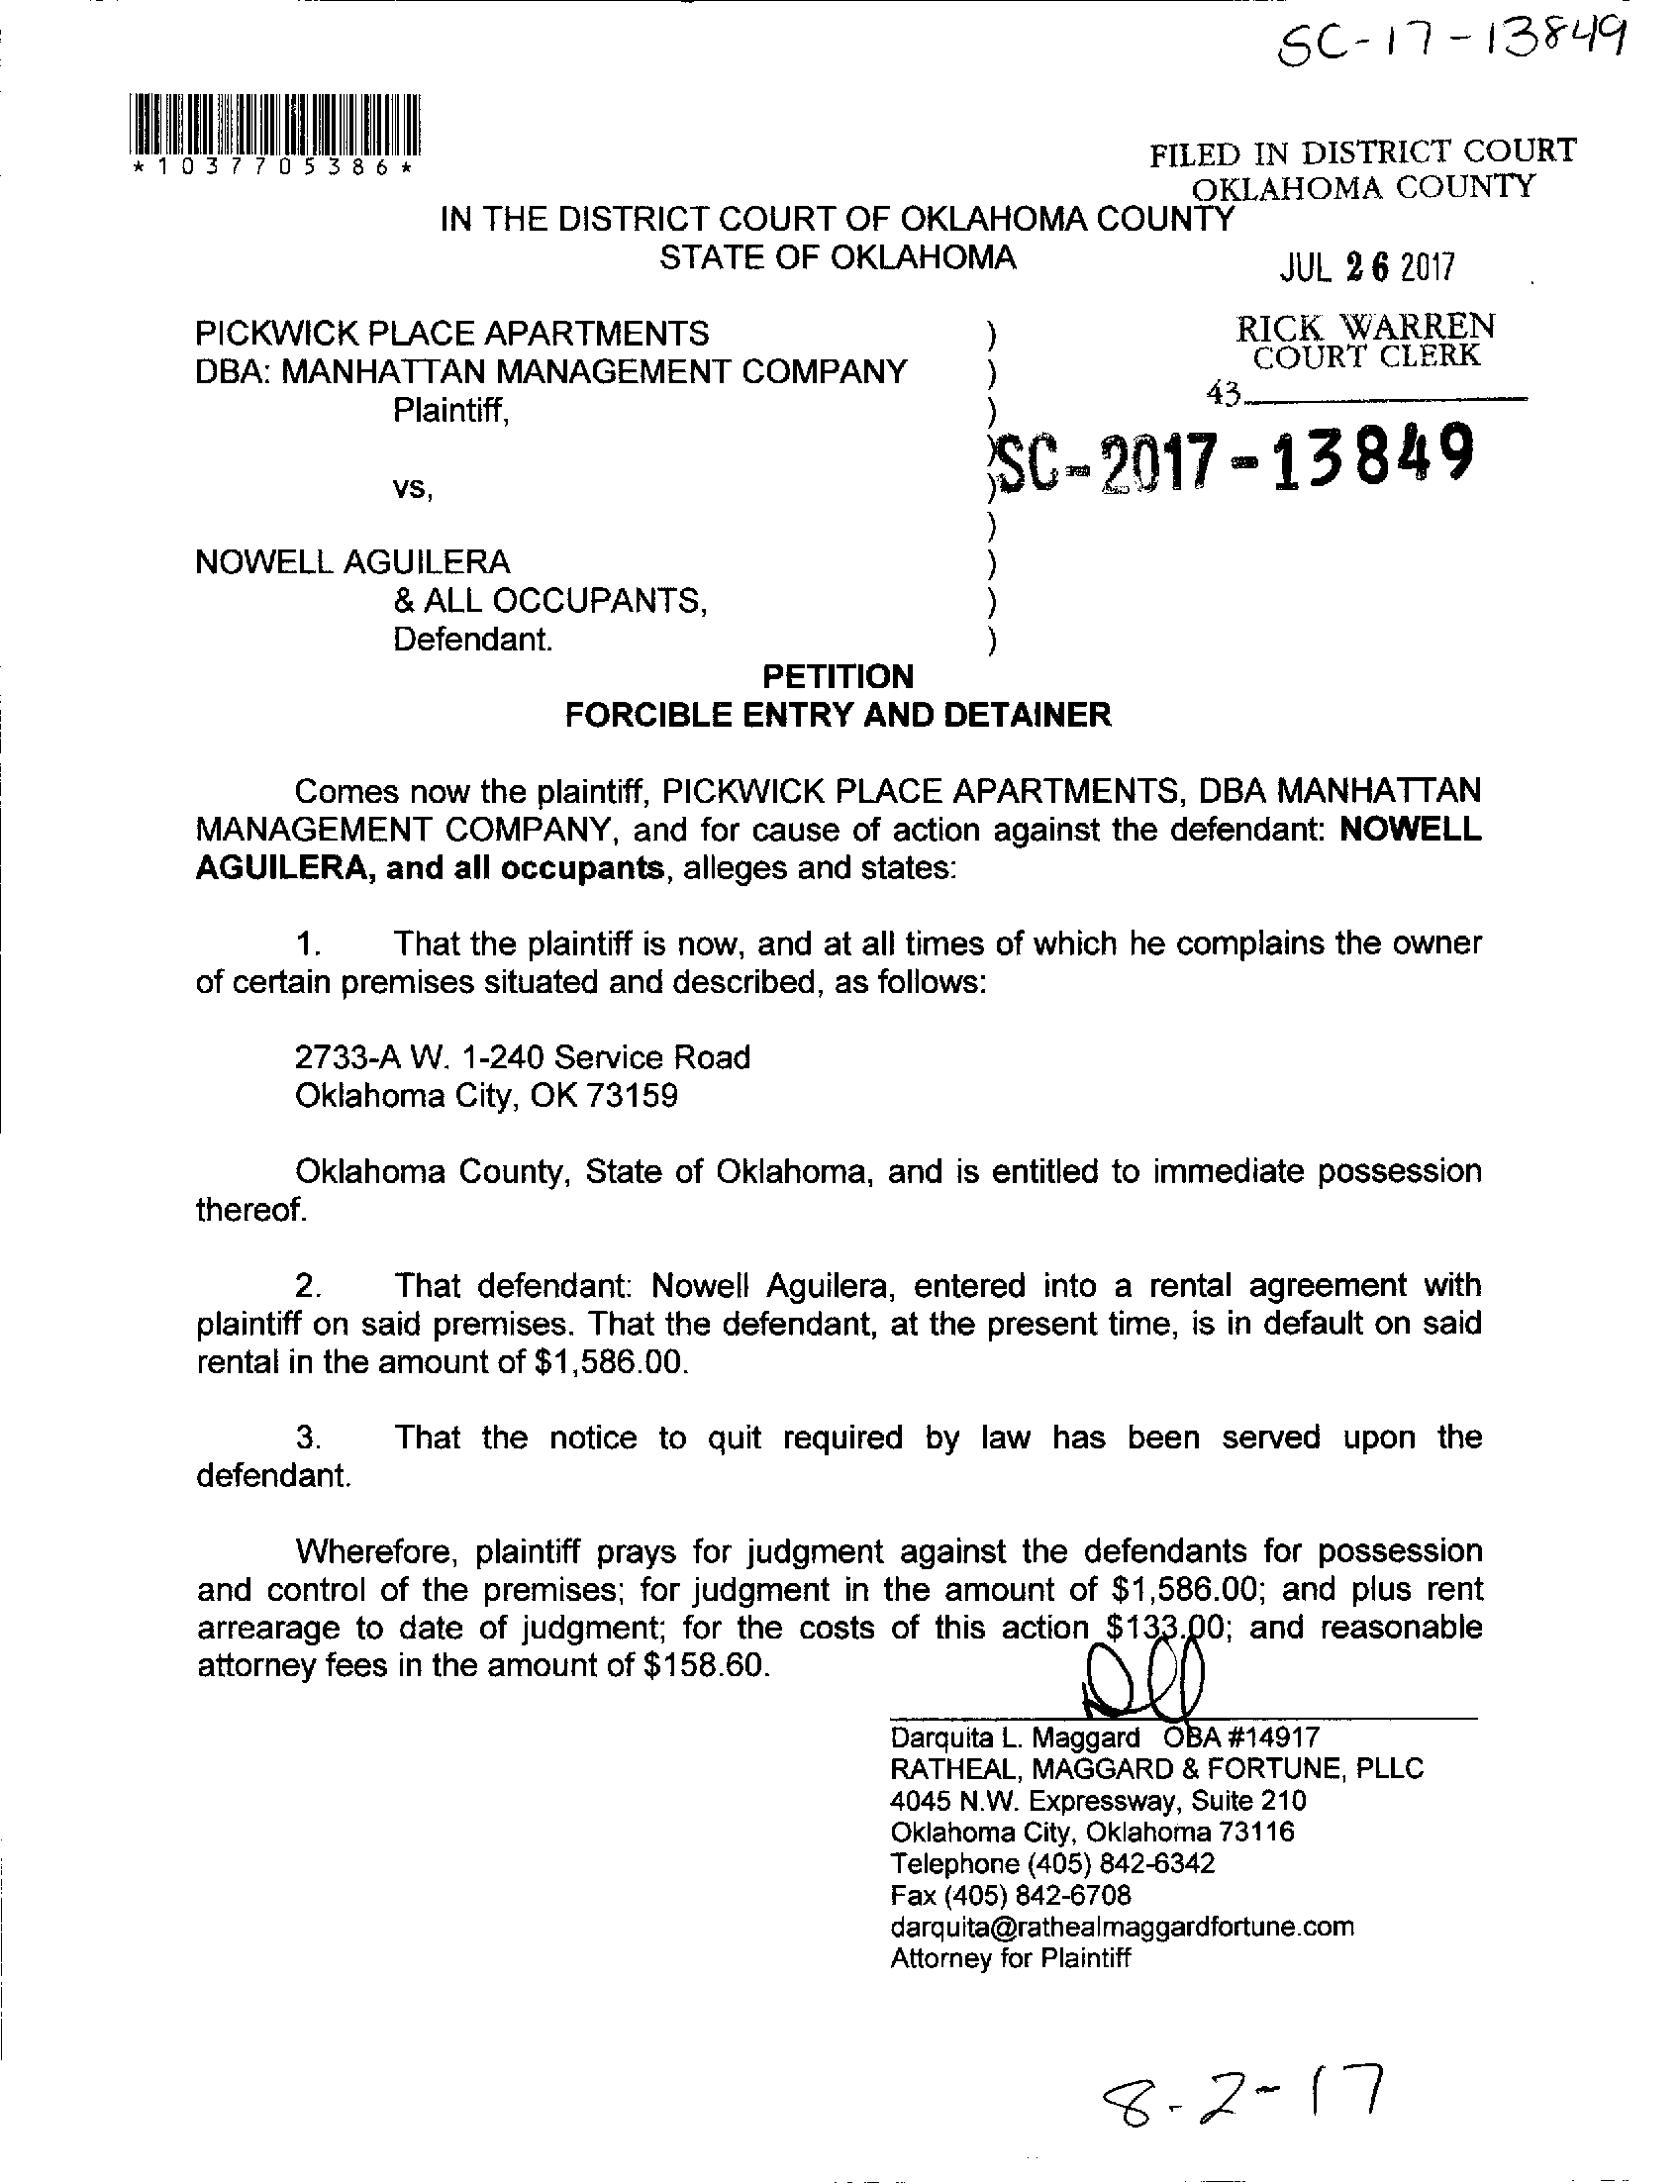 SC-17-13849
*1037705386*
FILED IN DISTRICT COURT
OKLAHOMA COUNTY
IN THE DISTRICT COURT OF OKLAHOMA COUNTY
STATE OF OKLAHOMA
JUL 26 2017
PICKWICK PLACE APARTMENTS )
RICK WARREN
COURT CLERK
DBA: MANHATTAN MANAGEMENT COMPANY )
43
Plaintiff, )
)SC-2017-13849
vs, )
)
NOWELL AGUILERA )
& ALL OCCUPANTS, )
Defendant. )
PETITION
FORCIBLE ENTRY AND DETAINER
Comes now the plaintiff, PICKWICK PLACE APARTMENTS, DBA MANHATTAN
MANAGEMENT COMPANY, and for cause of action against the defendant: NOWELL
AGUILERA, and all occupants, alleges and states:
1. That the plaintiff is now, and at all times of which he complains the owner
of certain premises situated and described, as follows:
2733-A W. 1-240 Service Road
Oklahoma City, OK 73159
Oklahoma County, State of Oklahoma, and is entitled to immediate possession
thereof.
2. That defendant: Nowell Aguilera, entered into a rental agreement with
plaintiff on said premises. That the defendant, at the present time, is in default on said
rental in the amount of $1,586.00.
3. That the notice to quit required by law has been served upon the
defendant.
Wherefore, plaintiff prays for judgment against the defendants for possession
and control of the premises; for judgment in the amount of $1,586.00; and plus rent
arrearage to date of judgment; for the costs of this action $133.00; and reasonable
attorney fees in the amount of $158.60.
Darquita L. Maggard OBA #14917
RATHEAL, MAGGARD & FORTUNE, PLLC
4045 N.W. Expressway, Suite 210
Oklahoma City, Oklahoma 73116
Telephone (405) 842-6342
Fax (405) 842-6708
darquita@rathealmaggardfortune.com
Attorney for Plaintiff
8-2-17